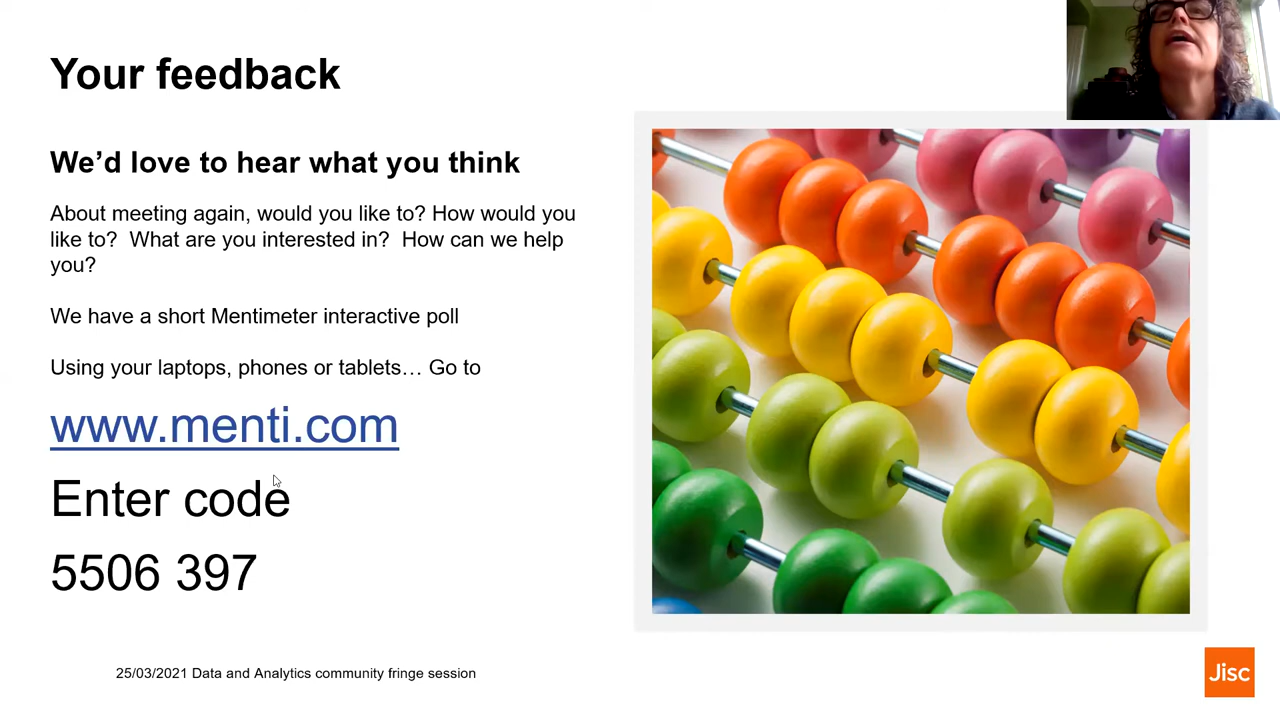 Your feedback
We’d love to hear what you think
About meeting again, would you like to? How would you
like to?  What are you interested in?  How can we help
you?
We have a short Mentimeter interactive poll
Using your laptops, phones or tablets… Go to
www.menti.com
Enter code
5506 397
25/03/2021 Data and Analytics community fringe session
Jisc